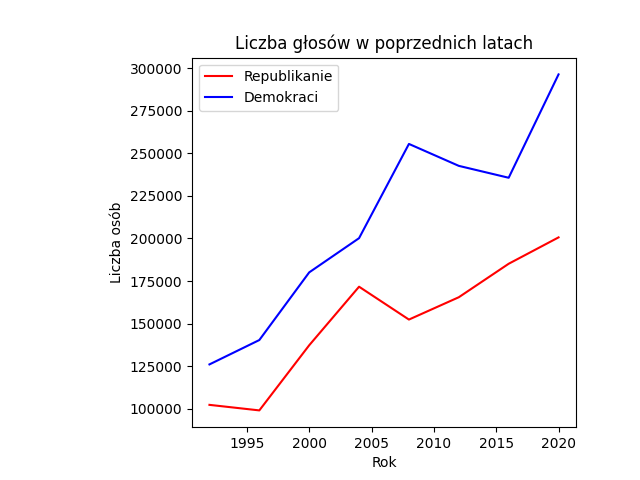 Liczba głosów w poprzednich latach
Republikanie
Demokraci
300000
275000
250000
225000
200000
175000
150000
125000
100000
Liczba osób
1995 2000 2005 2010 2015 2020
Rok